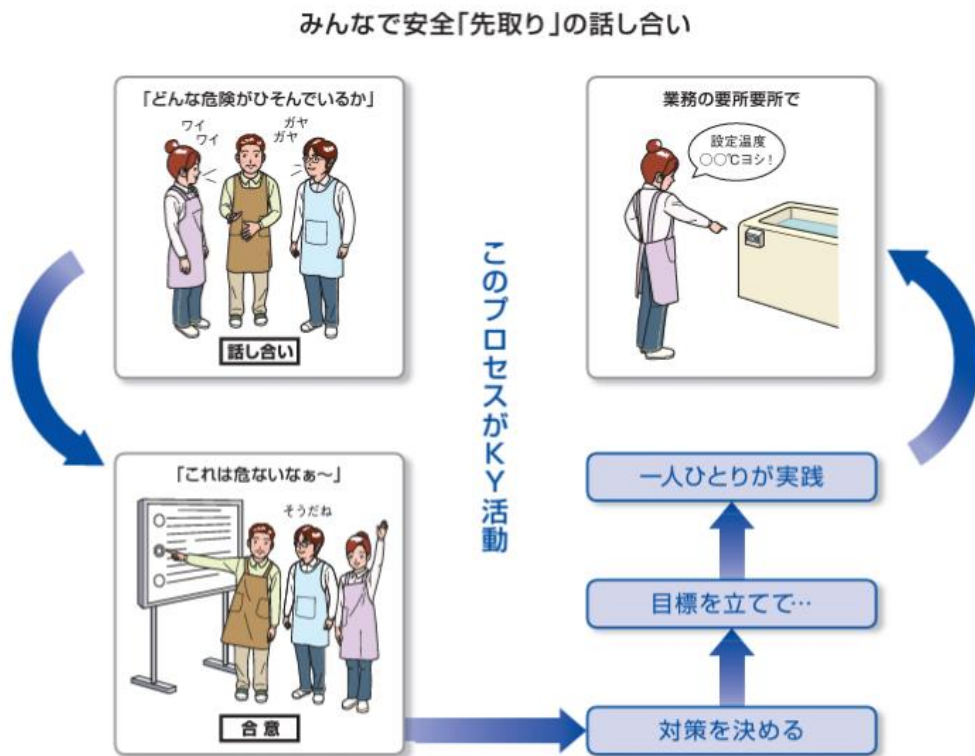 みんなで安全「先取り」の話し合い
「どんな危険がひそんでいるか」
ワイ
ワイ
ガヤ
ガヤ
話し合い
「これは危ないなぁ～」
そうだね
合意
このプロセスがKY活動
対策を決める
目標を立てて…
一人ひとりが実践
業務の要所要所で
設定温度
○○℃ヨシ！